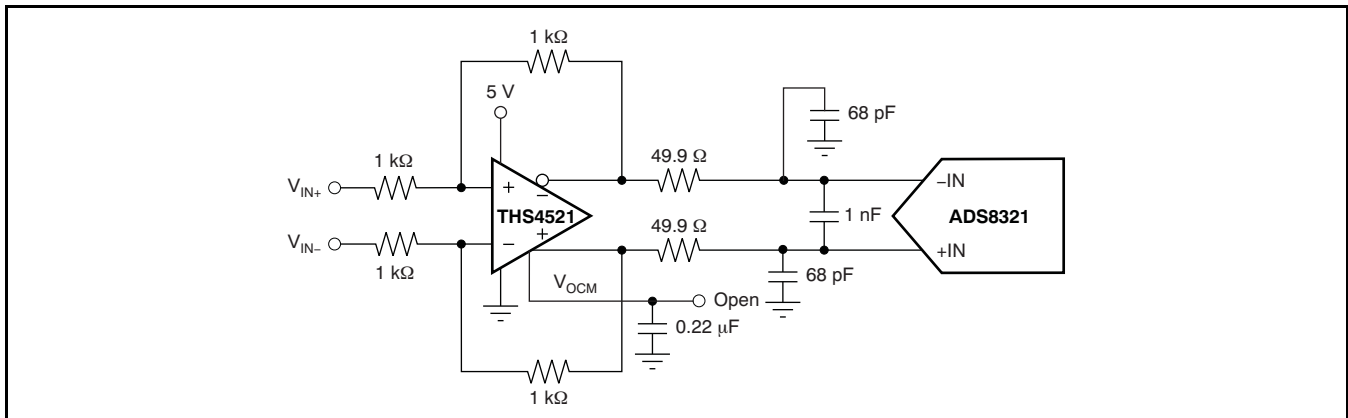 1 kΩ
5 V
68 pF
1 kΩ
49.9 Ω
V_IN+
+
−
−IN
THS4521
1 nF
ADS8321
49.9 Ω
V_IN−
−
+
+IN
1 kΩ
68 pF
V_OCM
Open
0.22 μF
1 kΩ